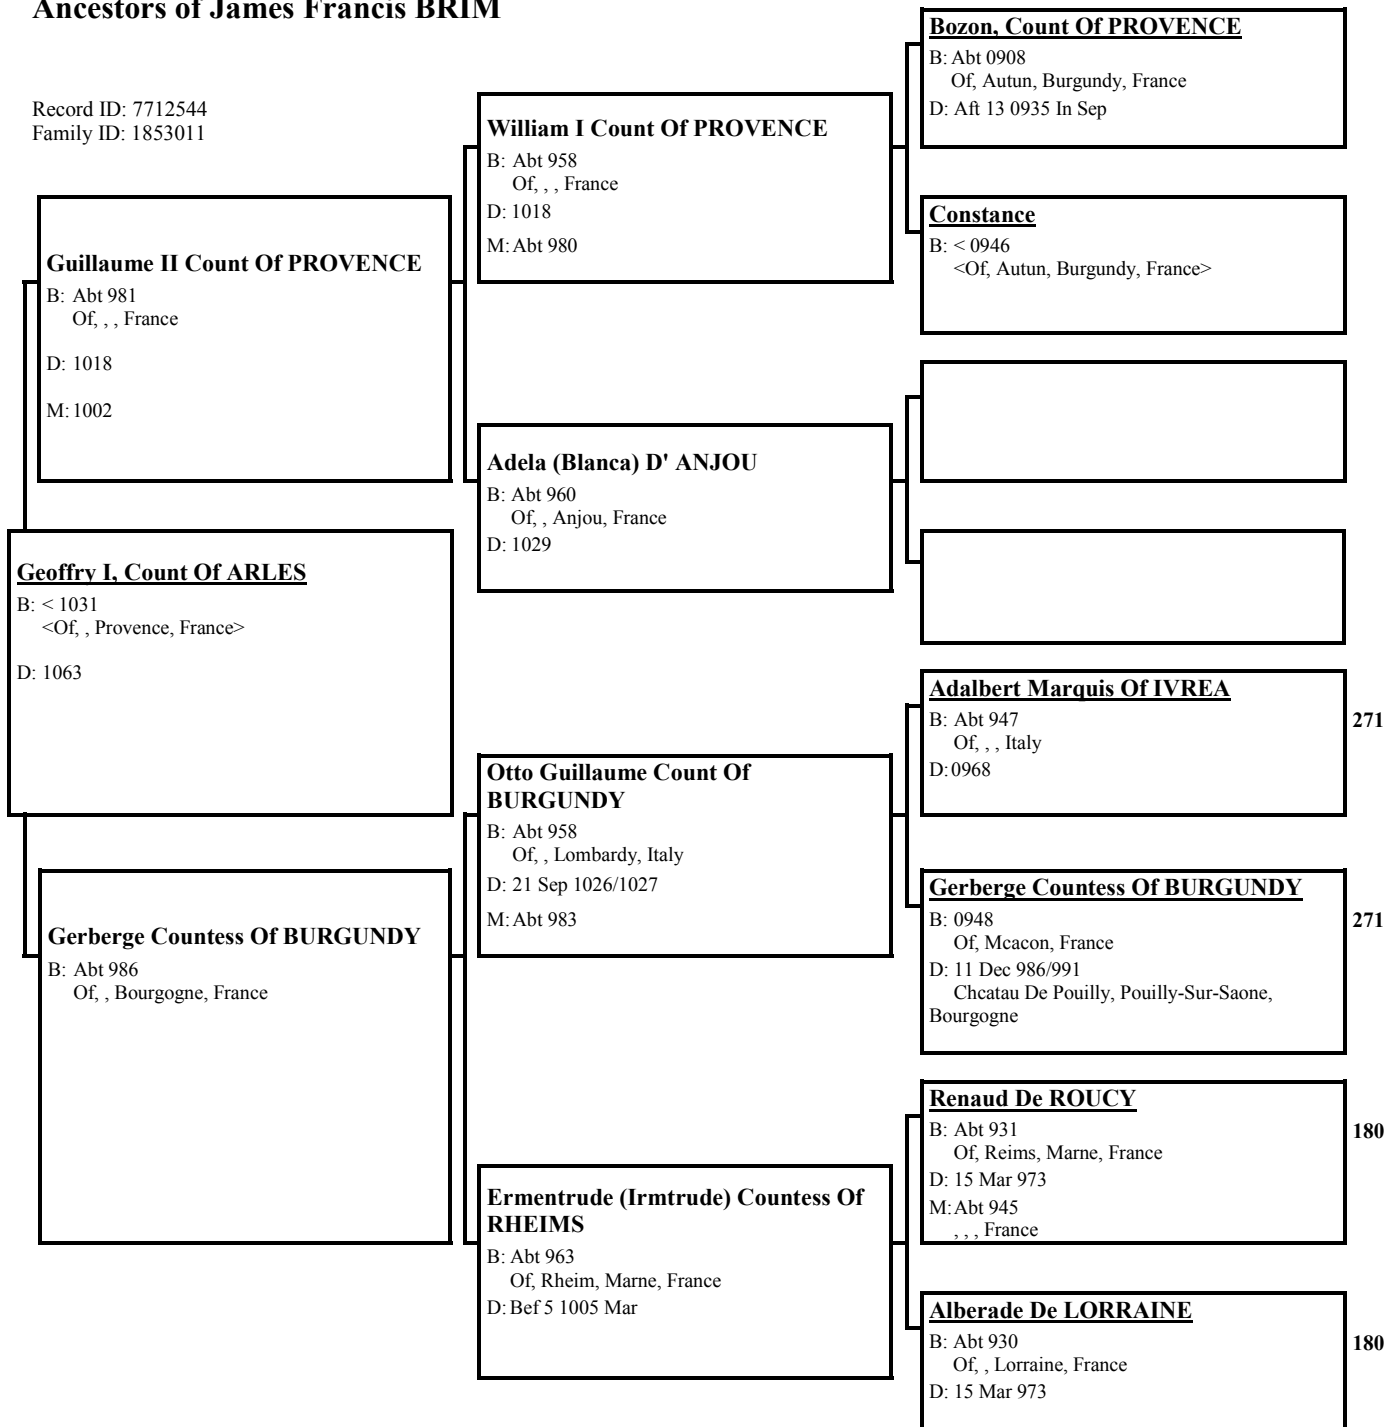 Ancestors of James Francis BRIM
Record ID: 7712544
Family ID: 1853011
Guillaume II Count Of PROVENCE
B: Abt 981
Of, , , France
D: 1018
M: 1002
Geoffry I, Count Of ARLES
B: < 1031
<Of, , Provence, France>
D: 1063
Gerberge Countess Of BURGUNDY
B: Abt 986
Of, , Bourgogne, France
William I Count Of PROVENCE
B: Abt 958
Of, , , France
D: 1018
M: Abt 980
Adela (Blanca) D' ANJOU
B: Abt 960
Of, , Anjou, France
D: 1029
Otto Guillaume Count Of
BURGUNDY
B: Abt 958
Of, , Lombardy, Italy
D: 21 Sep 1026/1027
M: Abt 983
Ermentrude (Irmtrude) Countess Of
RHEIMS
B: Abt 963
Of, Rheim, Marne, France
D: Bef 5 1005 Mar
Bozon, Count Of PROVENCE
B: Abt 0908
Of, Autun, Burgundy, France
D: Aft 13 0935 In Sep
Constance
B: < 0946
<Of, Autun, Burgundy, France>
Adalbert Marquis Of IVREA
B: Abt 947
Of, , , Italy
D: 0968
271
Gerberge Countess Of BURGUNDY
B: 0948
Of, Mcacon, France
D: 11 Dec 986/991
Chcatau De Pouilly, Pouilly-Sur-Saone,
Bourgogne
271
Renaud De ROUCY
B: Abt 931
Of, Reims, Marne, France
D: 15 Mar 973
M: Abt 945
, , , France
180
Alberade De LORRAINE
B: Abt 930
Of, , Lorraine, France
D: 15 Mar 973
180